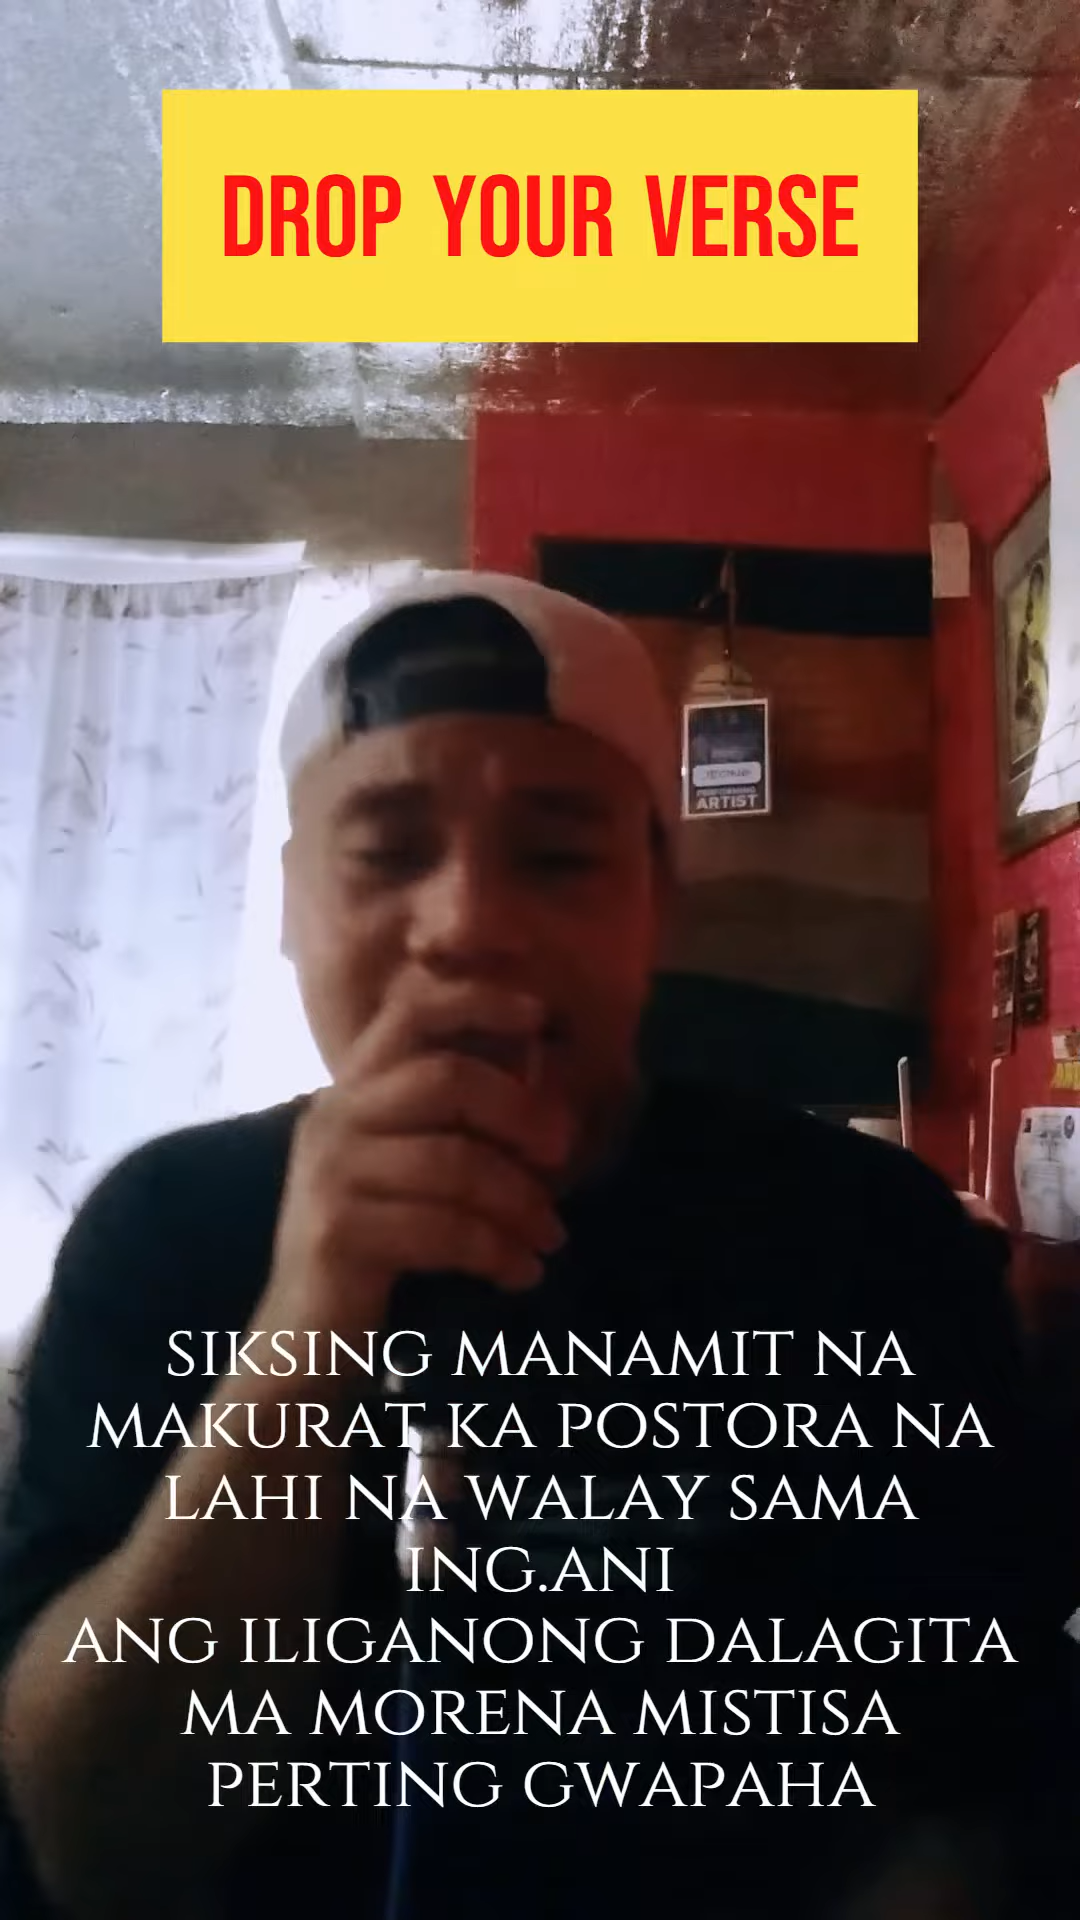 DROP YOUR VERSE
PERFORMING
ARTIST
SIKSING MANAMIT NA
MAKURAT KA POSTORA NA
LAHI NA WALAY SAMA
ING.ANI
ANG ILIGANONG DALAGITA
MA MORENA MISTISA
PERTING GWAPAHA